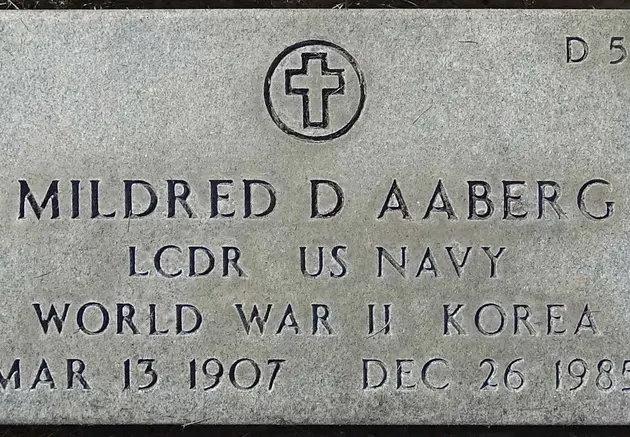 D 5
MILDRED D AABERG
LCDR US NAVY
WORLD WAR II KOREA
MAR 13 1907 DEC 26 1985